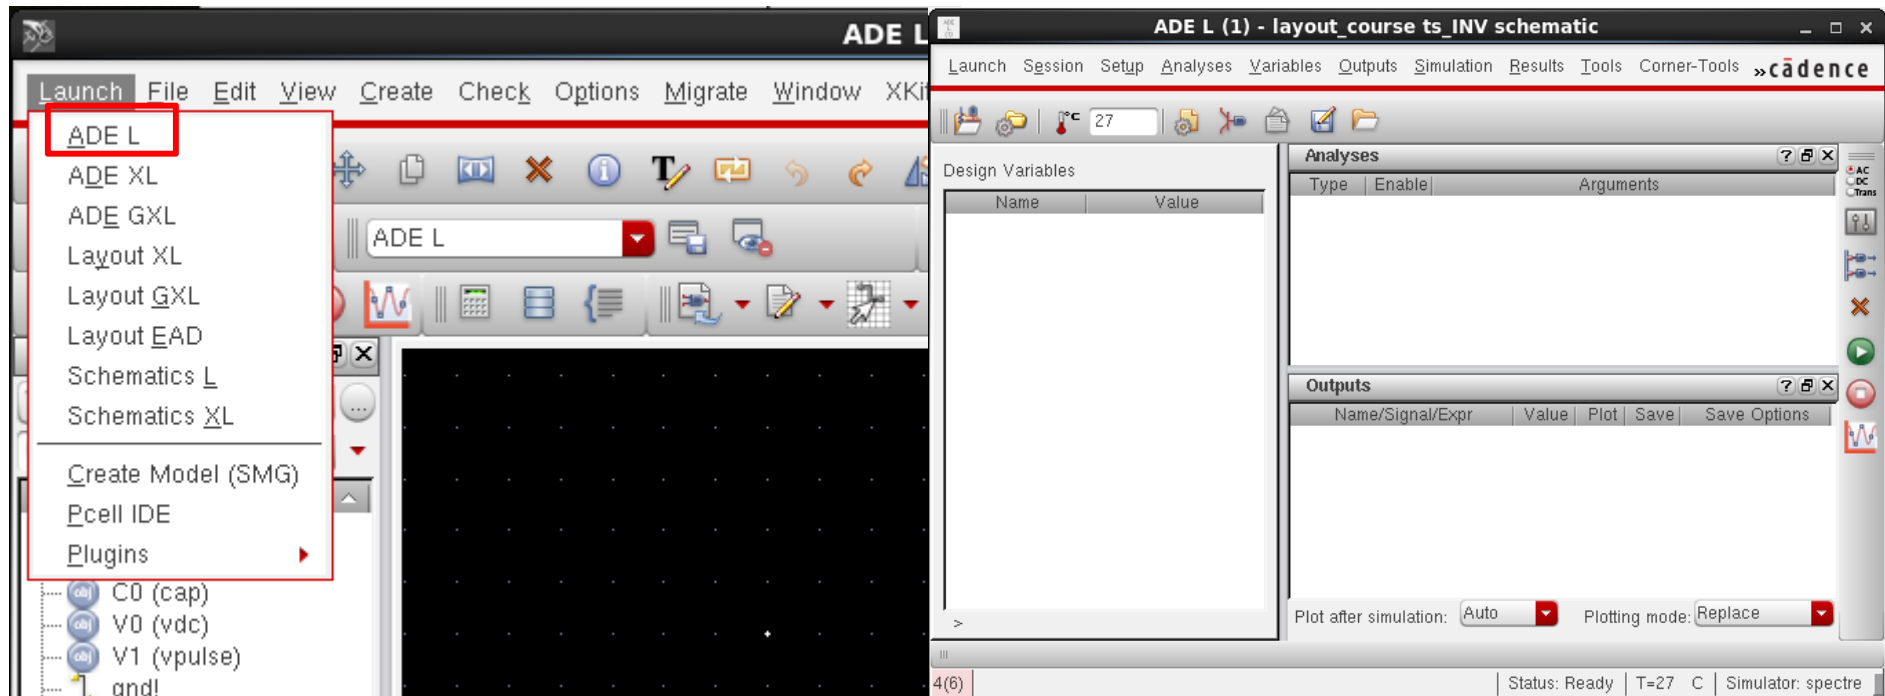 ADE L
Launch File Edit View Create Check Options Migrate Window XKit
ADE L
ADE XL
ADE GXL
Layout XL
Layout GXL
Layout EAD
Schematics L
Schematics XL
Create Model (SMG)
Pcell IDE
Plugins
ADE L
C0 (cap)
V0 (vdc)
V1 (vpulse)
gnd!
ADE L (1) - layout_course ts_INV schematic
Launch Session Setup Analyses Variables Outputs Simulation Results Tools Corner-Tools cādence
°C 27
Design Variables
Name Value
>
Analyses
Type Enable Arguments
AC
DC
Trans
Outputs
Name/Signal/Expr Value Plot Save Save Options
Plot after simulation: Auto Plotting mode: Replace
4(6) Status: Ready T=27 C Simulator: spectre